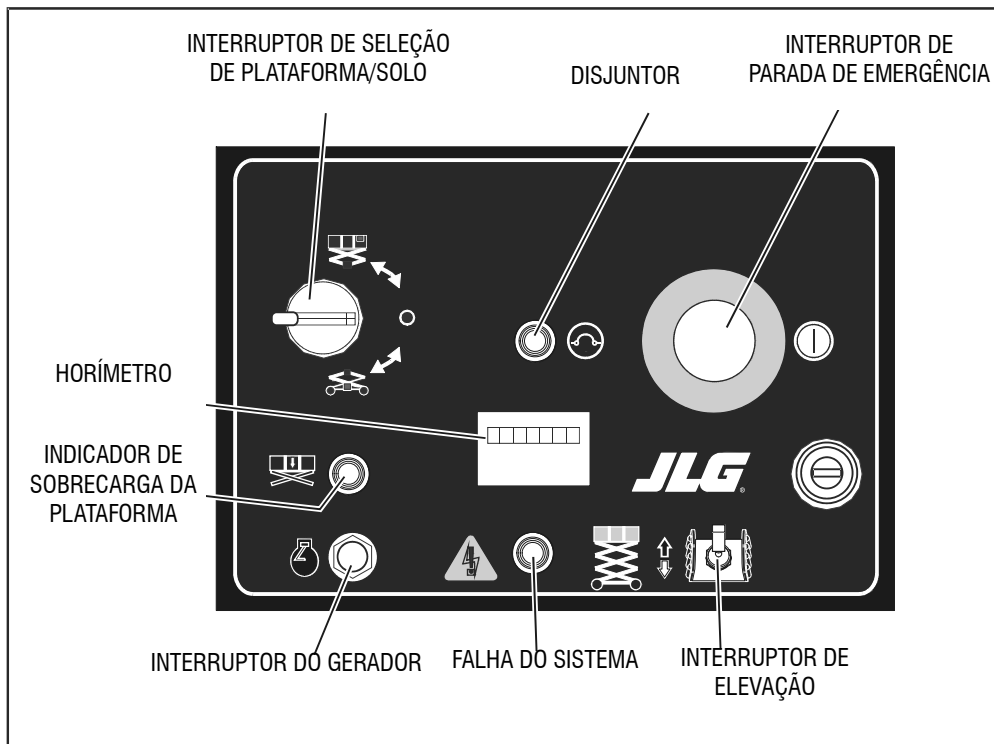 INTERRUPTOR DE SELEÇÃO
DE PLATAFORMA/SOLO
DISJUNTOR
INTERRUPTOR DE
PARADA DE EMERGÊNCIA
HORÍMETRO
INDICADOR DE
SOBRECARGA DA
PLATAFORMA
JLG
INTERRUPTOR DO GERADOR
FALHA DO SISTEMA
INTERRUPTOR DE
ELEVAÇÃO